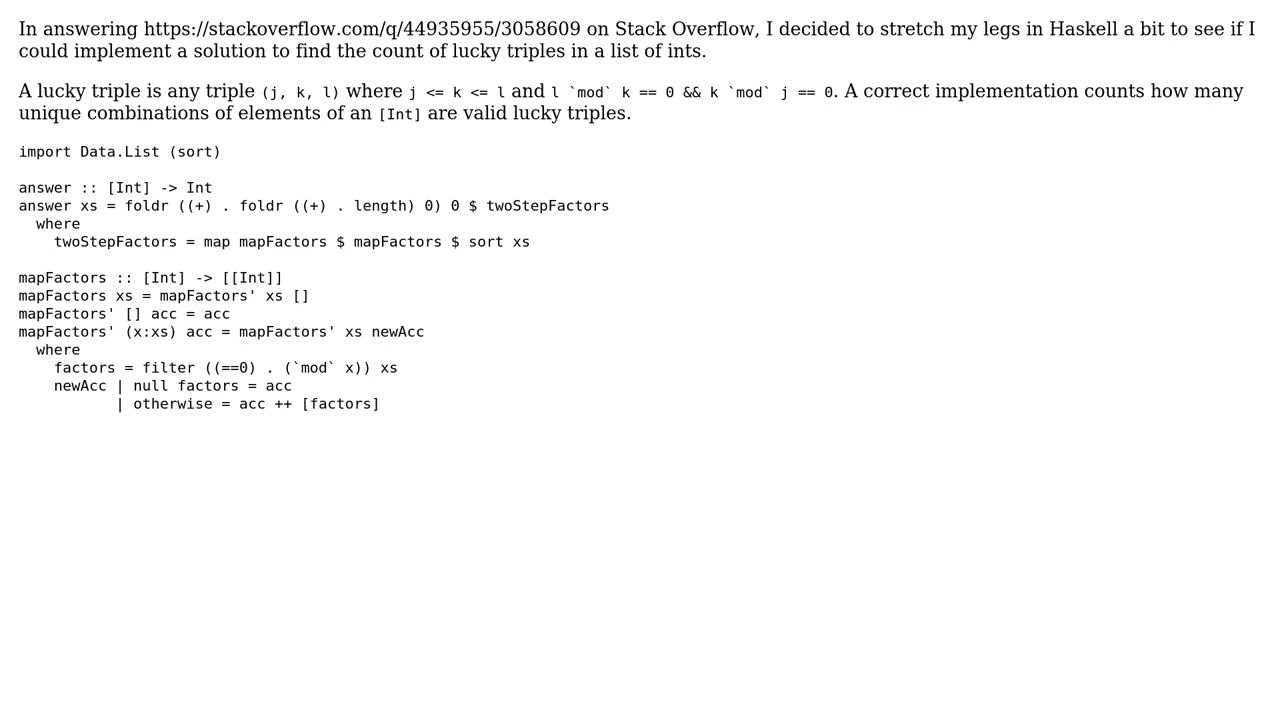 In answering https://stackoverflow.com/q/44935955/3058609 on Stack Overflow, I decided to stretch my legs in Haskell a bit to see if I
could implement a solution to find the count of lucky triples in a list of ints.
A lucky triple is any triple (j, k, l) where j <= k <= l and l `mod` k == 0 && k `mod` j == 0. A correct implementation counts how many
unique combinations of elements of an [Int] are valid lucky triples.
import Data.List (sort)
answer :: [Int] -> Int
answer xs = foldr ((+) . foldr ((+) . length) 0) 0 $ twoStepFactors
  where
    twoStepFactors = map mapFactors $ mapFactors $ sort xs
mapFactors :: [Int] -> [[Int]]
mapFactors xs = mapFactors' xs []
mapFactors' [] acc = acc
mapFactors' (x:xs) acc = mapFactors' xs newAcc
  where
    factors = filter ((==0) . (`mod` x)) xs
    newAcc | null factors = acc
           | otherwise = acc ++ [factors]